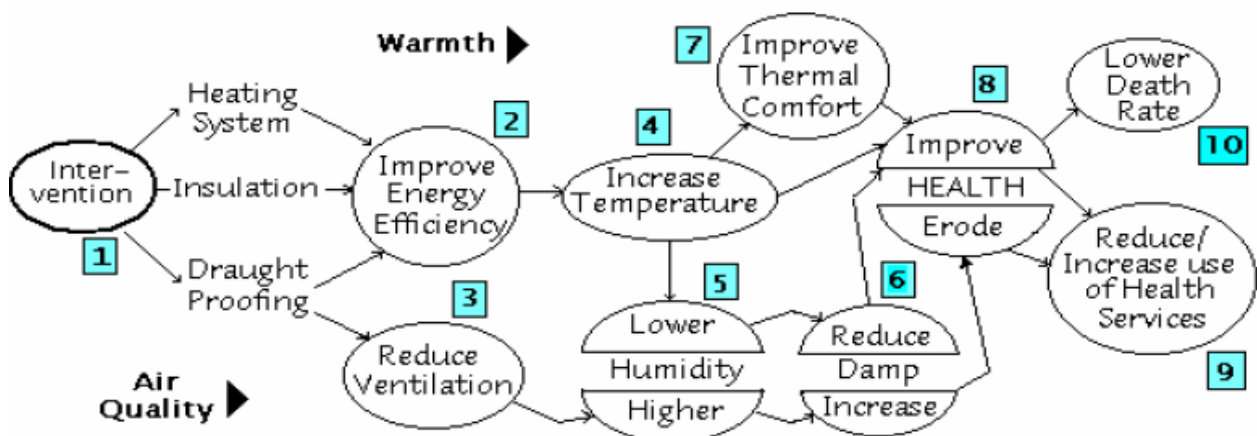 Warmth
7
Improve
Thermal
Comfort
8
Lower
Death
Rate
10
Heating
System
2
4
Improve
Inter-
vention
Insulation
Improve
Energy
Efficiency
Increase
Temperature
HEALTH
Erode
1
Draught
Proofing
3
5
6
Reduce/
Increase use
of Health
Services
9
Lower
Reduce
Reduce
Ventilation
Humidity
Damp
Air
Quality
Higher
Increase